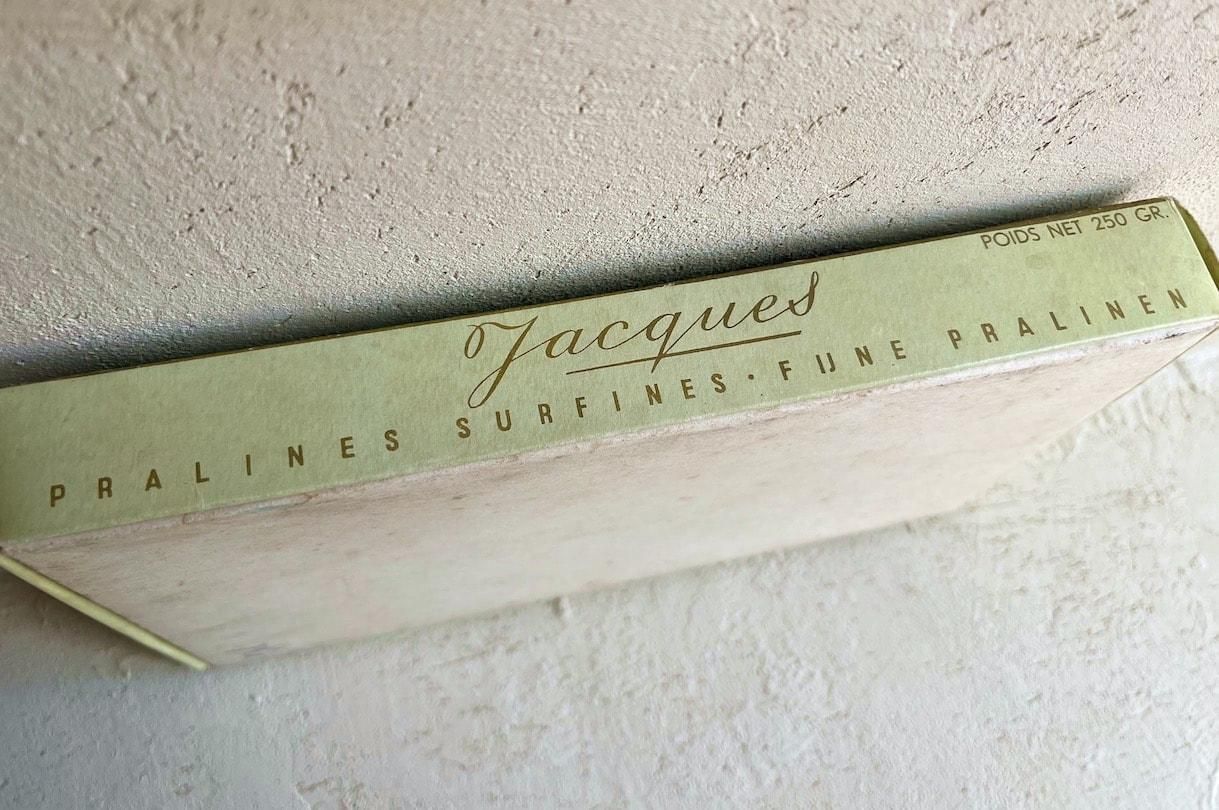 POIDS NET 250 GR.
Jacques
PRALINES SURFINES · FIJNE PRALINEN